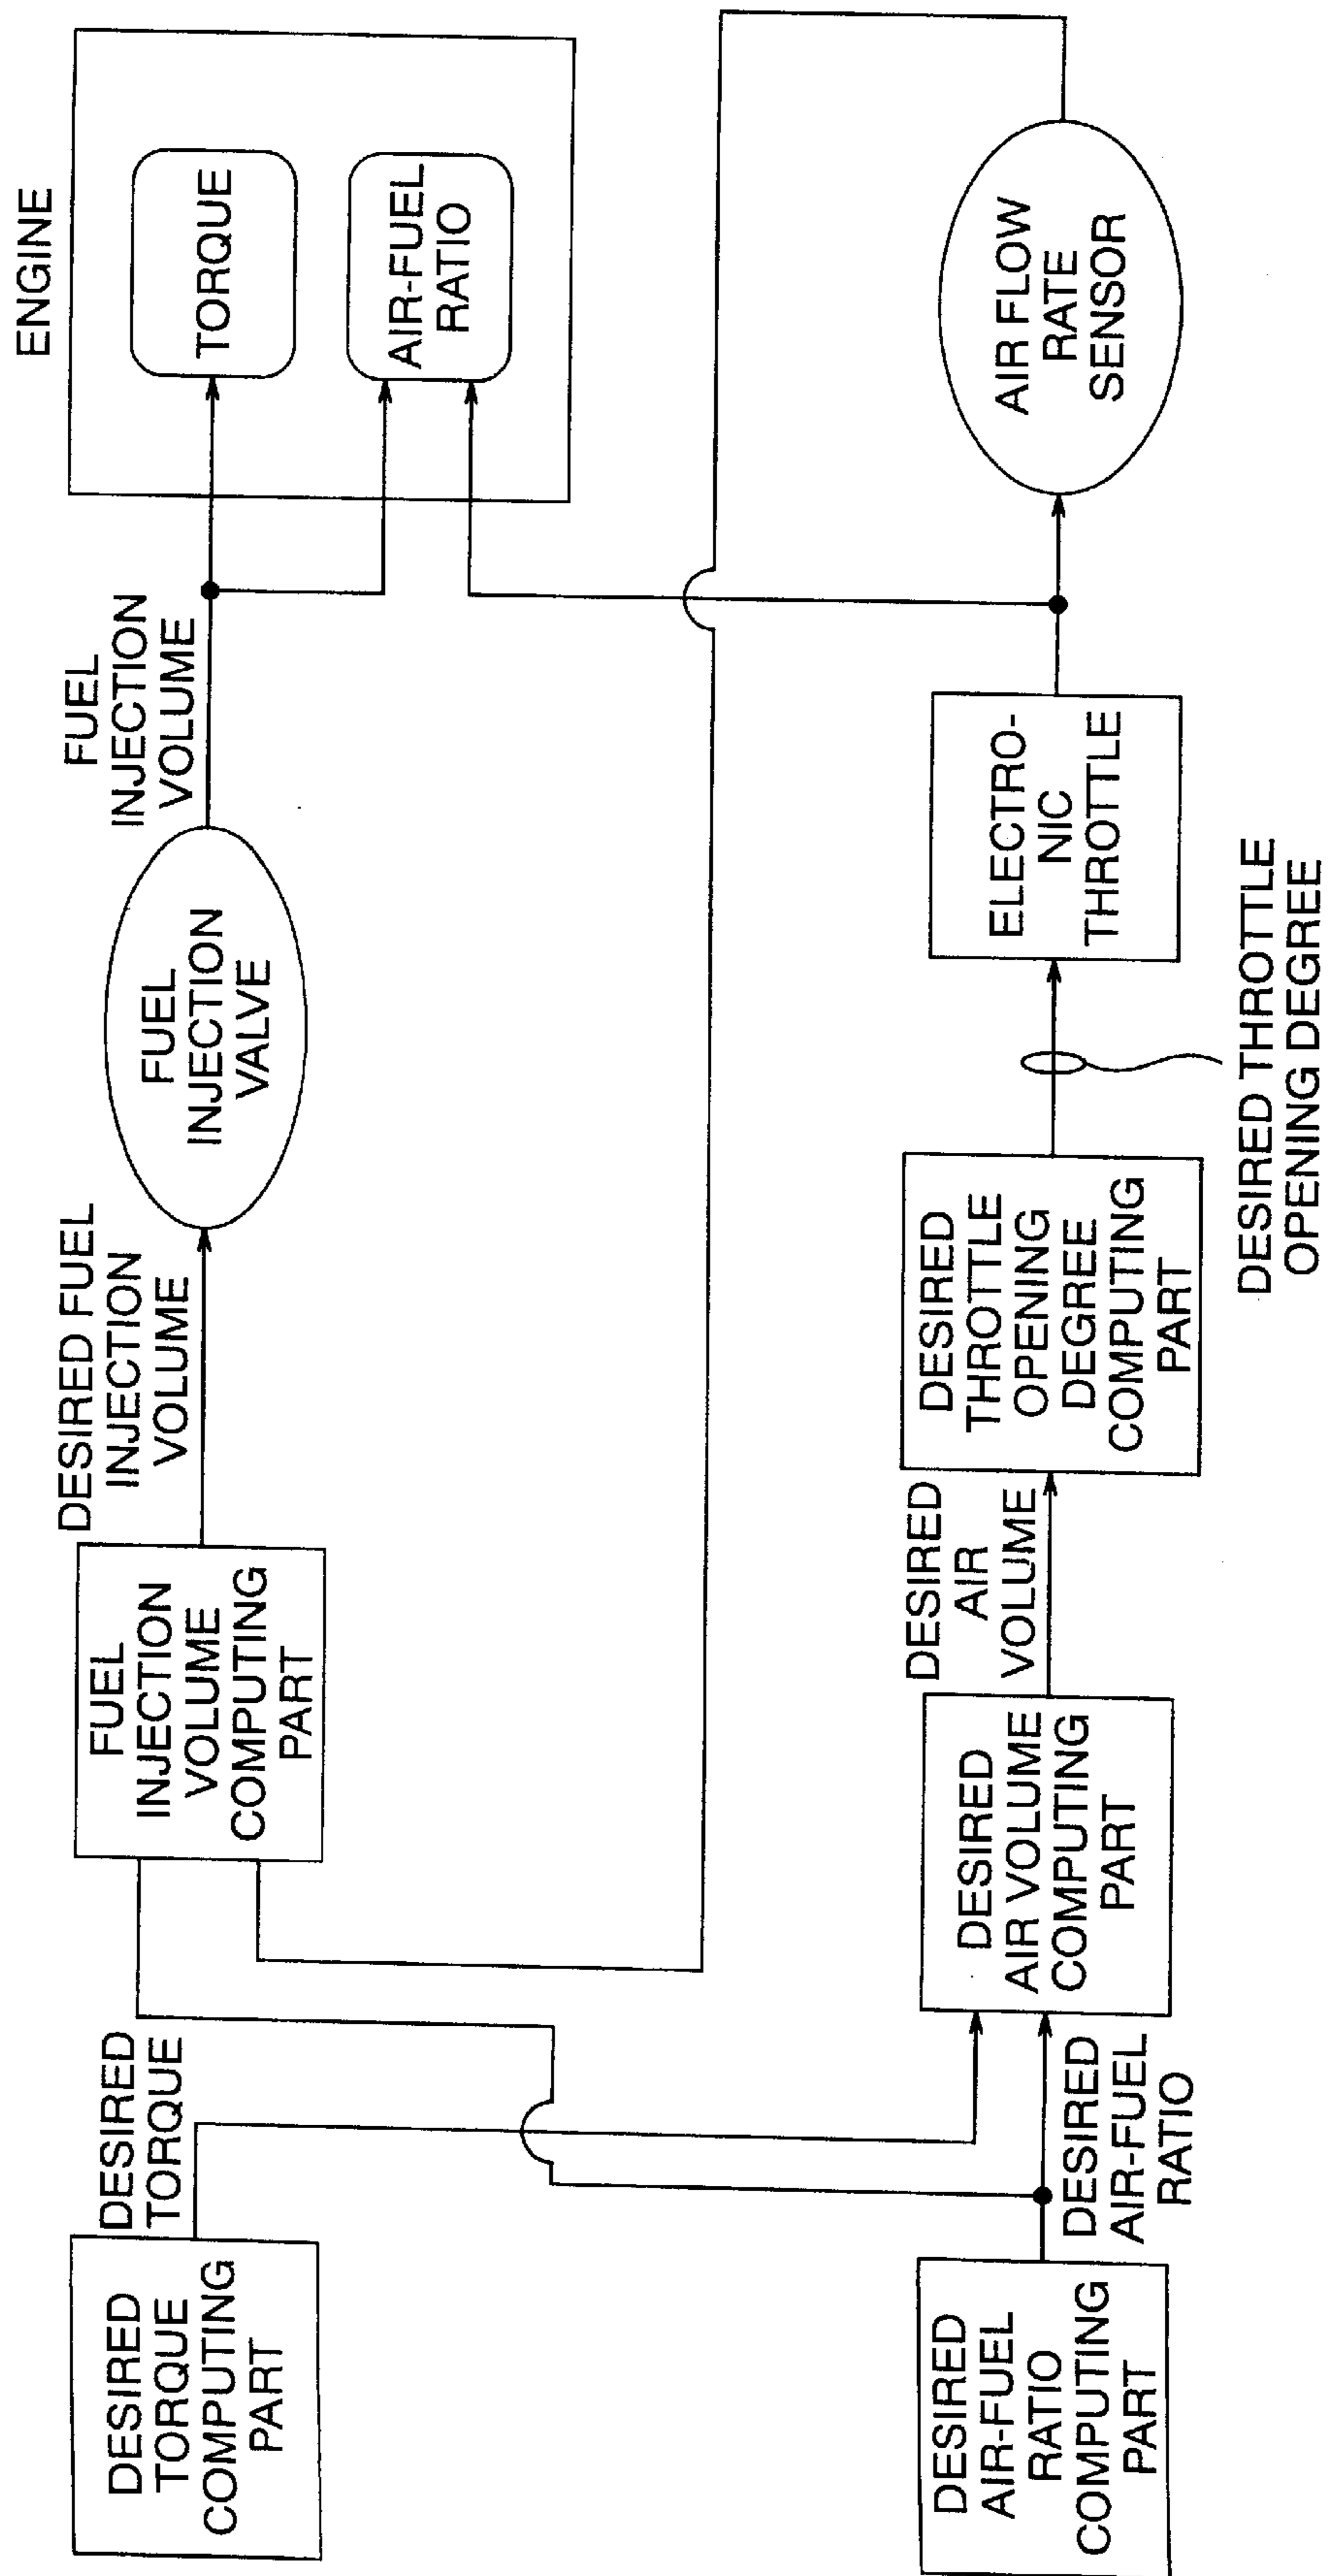 DESIRED
TORQUE
COMPUTING
PART
DESIRED
TORQUE
FUEL
INJECTION
VOLUME
COMPUTING
PART
DESIRED FUEL
INJECTION
VOLUME
FUEL
INJECTION
VALVE
FUEL
INJECTION
VOLUME
ENGINE
TORQUE
AIR-FUEL
RATIO
DESIRED
AIR-FUEL
RATIO
COMPUTING
PART
DESIRED
AIR-FUEL
RATIO
DESIRED
AIR VOLUME
COMPUTING
PART
DESIRED
AIR
VOLUME
DESIRED
THROTTLE
OPENING
DEGREE
COMPUTING
PART
DESIRED THROTTLE
OPENING DEGREE
ELECTRO-
NIC
THROTTLE
AIR FLOW
RATE
SENSOR